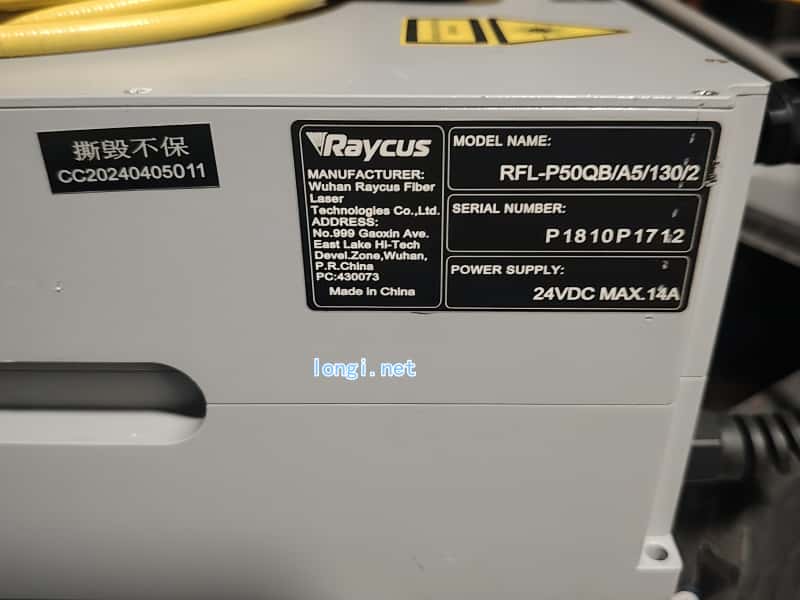 撕毁不保
CC20240405011
Raycus
MANUFACTURER:
Wuhan Raycus Fiber
Laser
Technologies Co.,Ltd.
ADDRESS:
No.999 Gaoxin Ave.
East Lake Hi-Tech
Devel.Zone,Wuhan,
P.R.China
PC:430073
Made in China
MODEL NAME:
RFL-P50QB/A5/130/2
SERIAL NUMBER:
P1810P1712
POWER SUPPLY:
24VDC MAX.14A
longi.net